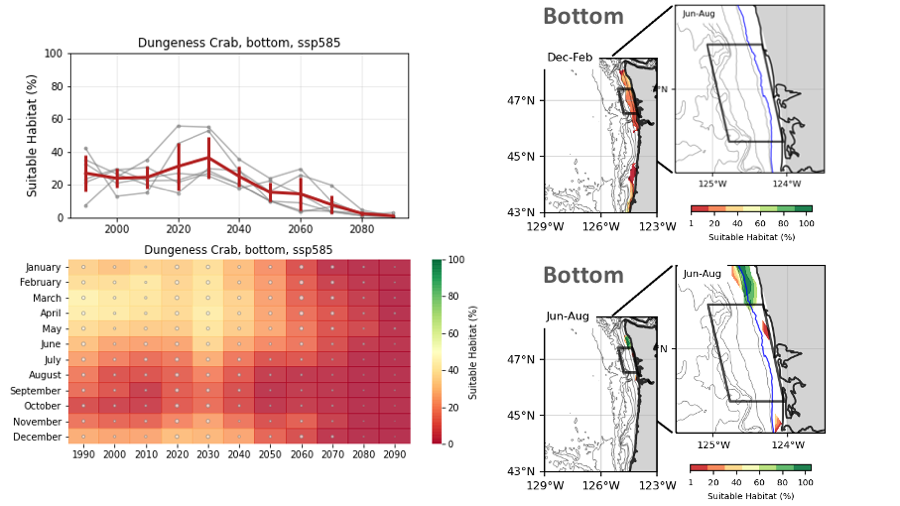 Dungeness Crab, bottom, ssp585
Suitable Habitat (%)
100
80
60
40
20
0
2000 2020 2040 2060 2080
Dungeness Crab, bottom, ssp585
January
February
March
April
May
June
July
August
September
October
November
December
1990 2000 2010 2020 2030 2040 2050 2060 2070 2080 2090
100
80
60
40
20
0
Suitable Habitat (%)
Bottom
Dec-Feb
47°N
45°N
43°N
129°W 126°W 123°W
Jun-Aug
°N
125°W 124°W
1 20 40 60 80 100
Suitable Habitat (%)
Bottom
Jun-Aug
47°N
45°N
43°N
129°W 126°W 123°W
Jun-Aug
N
125°W 124°W
1 20 40 60 80 100
Suitable Habitat (%)